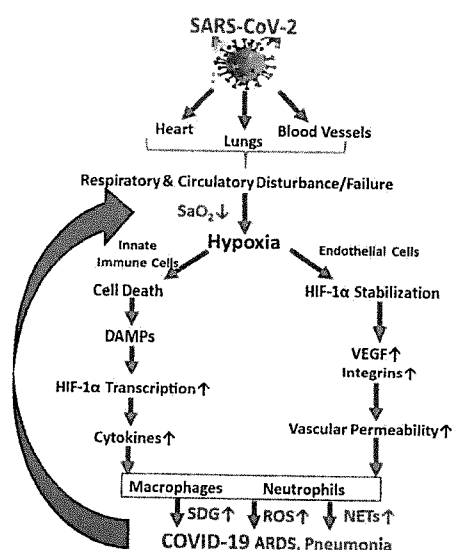 SARS-CoV-2
Heart
Lungs
Blood Vessels
Respiratory & Circulatory Disturbance/Failure
SaO₂↓
Hypoxia
Innate
Immune Cells
Endothelial Cells
Cell Death
HIF-1α Stabilization
DAMPs
VEGF↑
Integrins↑
HIF-1α Transcription↑
Cytokines↑
Vascular Permeability↑
Macrophages Neutrophils
SDG↑ ROS↑ NETs↑
COVID-19 ARDS, Pneumonia